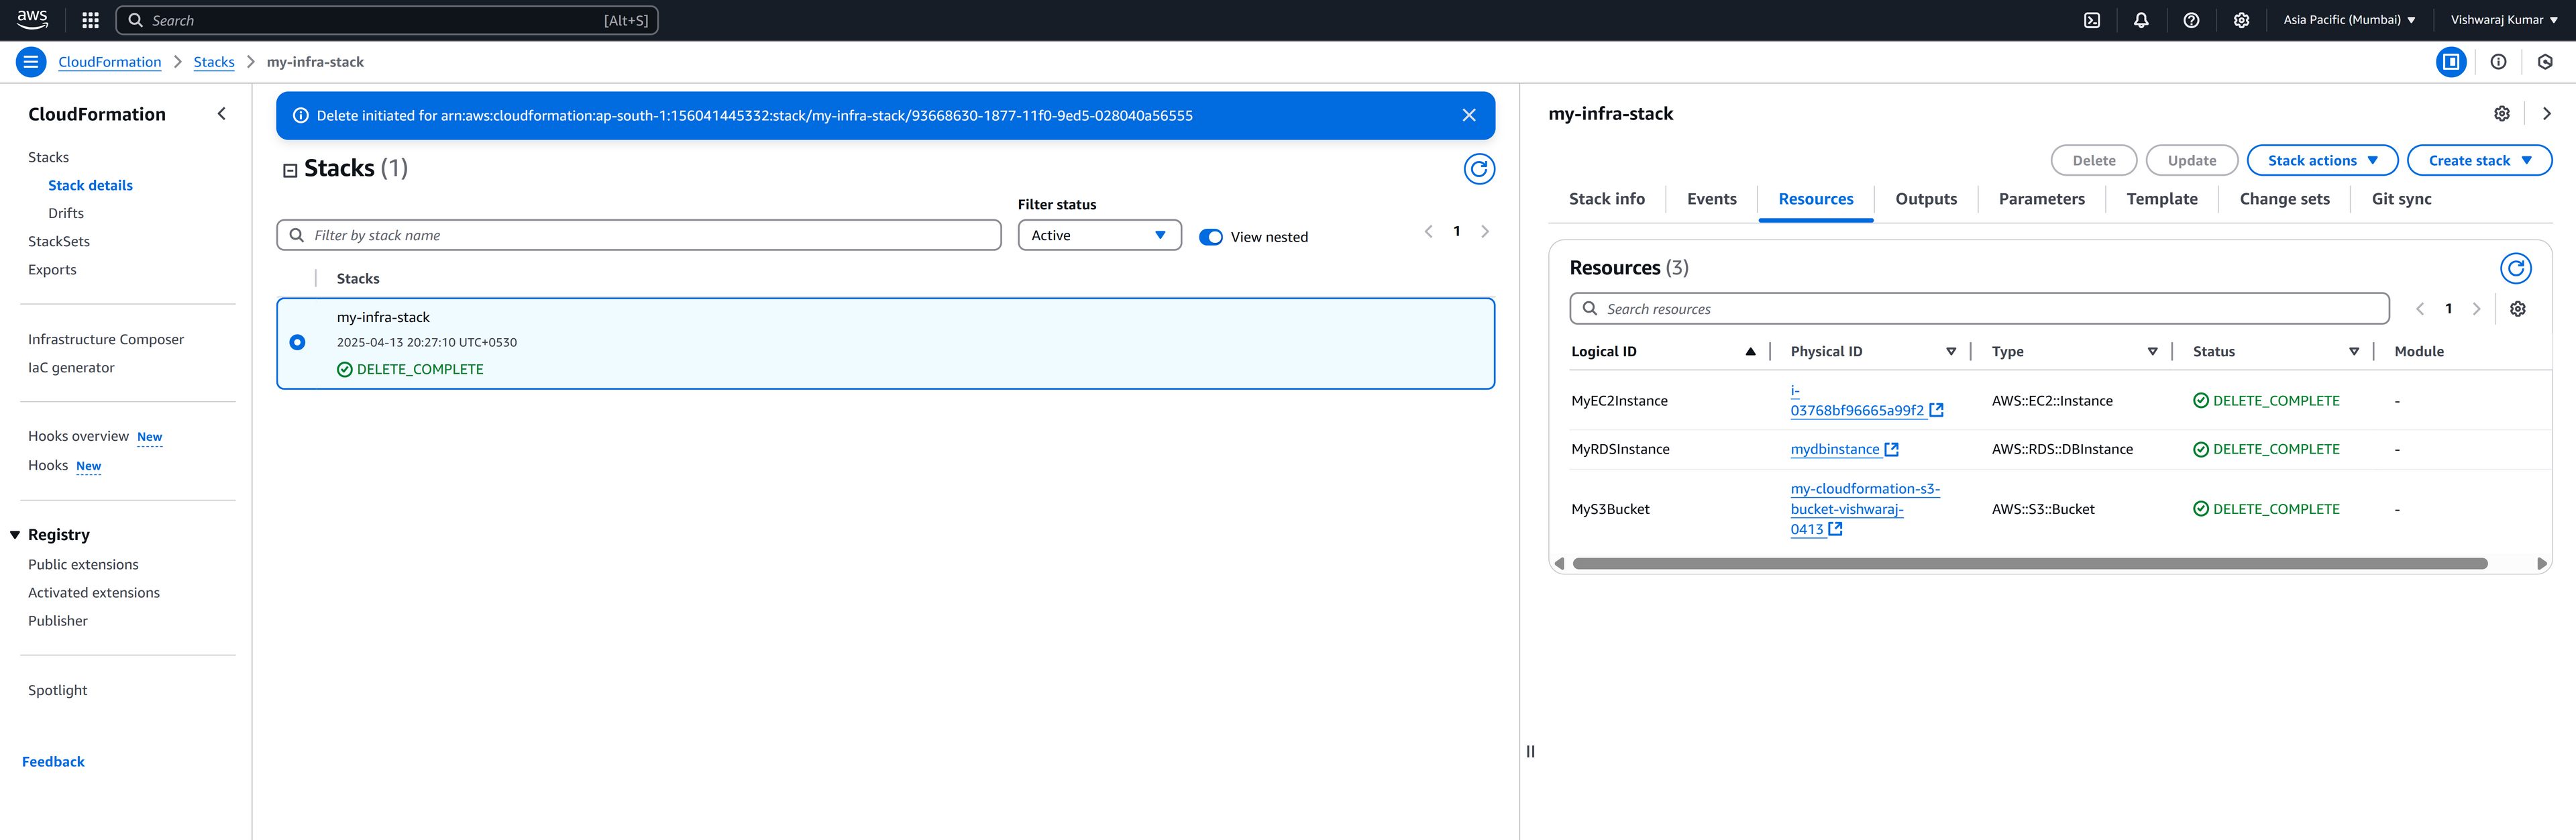 aws
Search [Alt+S]
Asia Pacific (Mumbai)
Vishwaraj Kumar
CloudFormation
Stacks
my-infra-stack
CloudFormation
Stacks
Stack details
Drifts
StackSets
Exports
Infrastructure Composer
IaC generator
Hooks overview New
Hooks New
Registry
Public extensions
Activated extensions
Publisher
Spotlight
Feedback
Delete initiated for arn:aws:cloudformation:ap-south-1:156041445332:stack/my-infra-stack/93668630-1877-11f0-9ed5-028040a56555
Stacks (1)
Filter status
Filter by stack name
Active
View nested
1
Stacks
my-infra-stack
2025-04-13 20:27:10 UTC+0530
DELETE_COMPLETE
my-infra-stack
Delete
Update
Stack actions
Create stack
Stack info
Events
Resources
Outputs
Parameters
Template
Change sets
Git sync
Resources (3)
Search resources
1
Logical ID
Physical ID
Type
Status
Module
MyEC2Instance
i-
03768bf96665a99f2
AWS::EC2::Instance
DELETE_COMPLETE
-
MyRDSInstance
mydbinstance
AWS::RDS::DBInstance
DELETE_COMPLETE
-
MyS3Bucket
my-cloudformation-s3-
bucket-vishwaraj-
0413
AWS::S3::Bucket
DELETE_COMPLETE
-